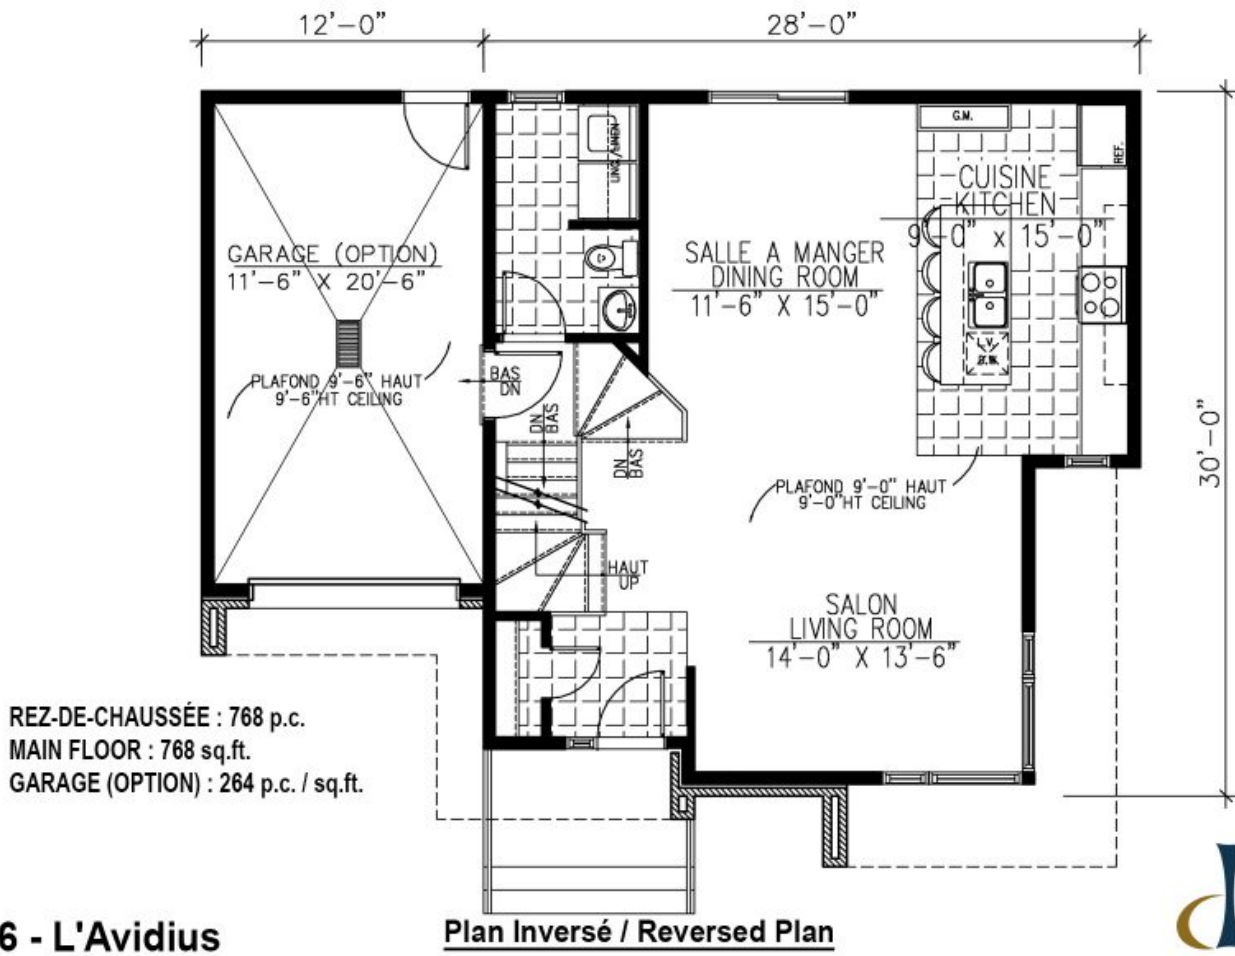 12'-0"
28'-0"
G.M.
LING./LINEN
REF.
CUISINE
KITCHEN
9'-0" x 15'-0"
GARAGE (OPTION)
11'-6" X 20'-6"
SALLE A MANGER
DINING ROOM
11'-6" X 15'-0"
L.V.
D.W.
BAS
DN
PLAFOND 9'-6" HAUT
9'-6"HT CEILING
DN
BAS
DN
BAS
30'-0"
PLAFOND 9'-0" HAUT
9'-0"HT CEILING
HAUT
UP
SALON
LIVING ROOM
14'-0" X 13'-6"
REZ-DE-CHAUSSÉE : 768 p.c.
MAIN FLOOR : 768 sq.ft.
GARAGE (OPTION) : 264 p.c. / sq.ft.
6 - L'Avidius
Plan Inversé / Reversed Plan